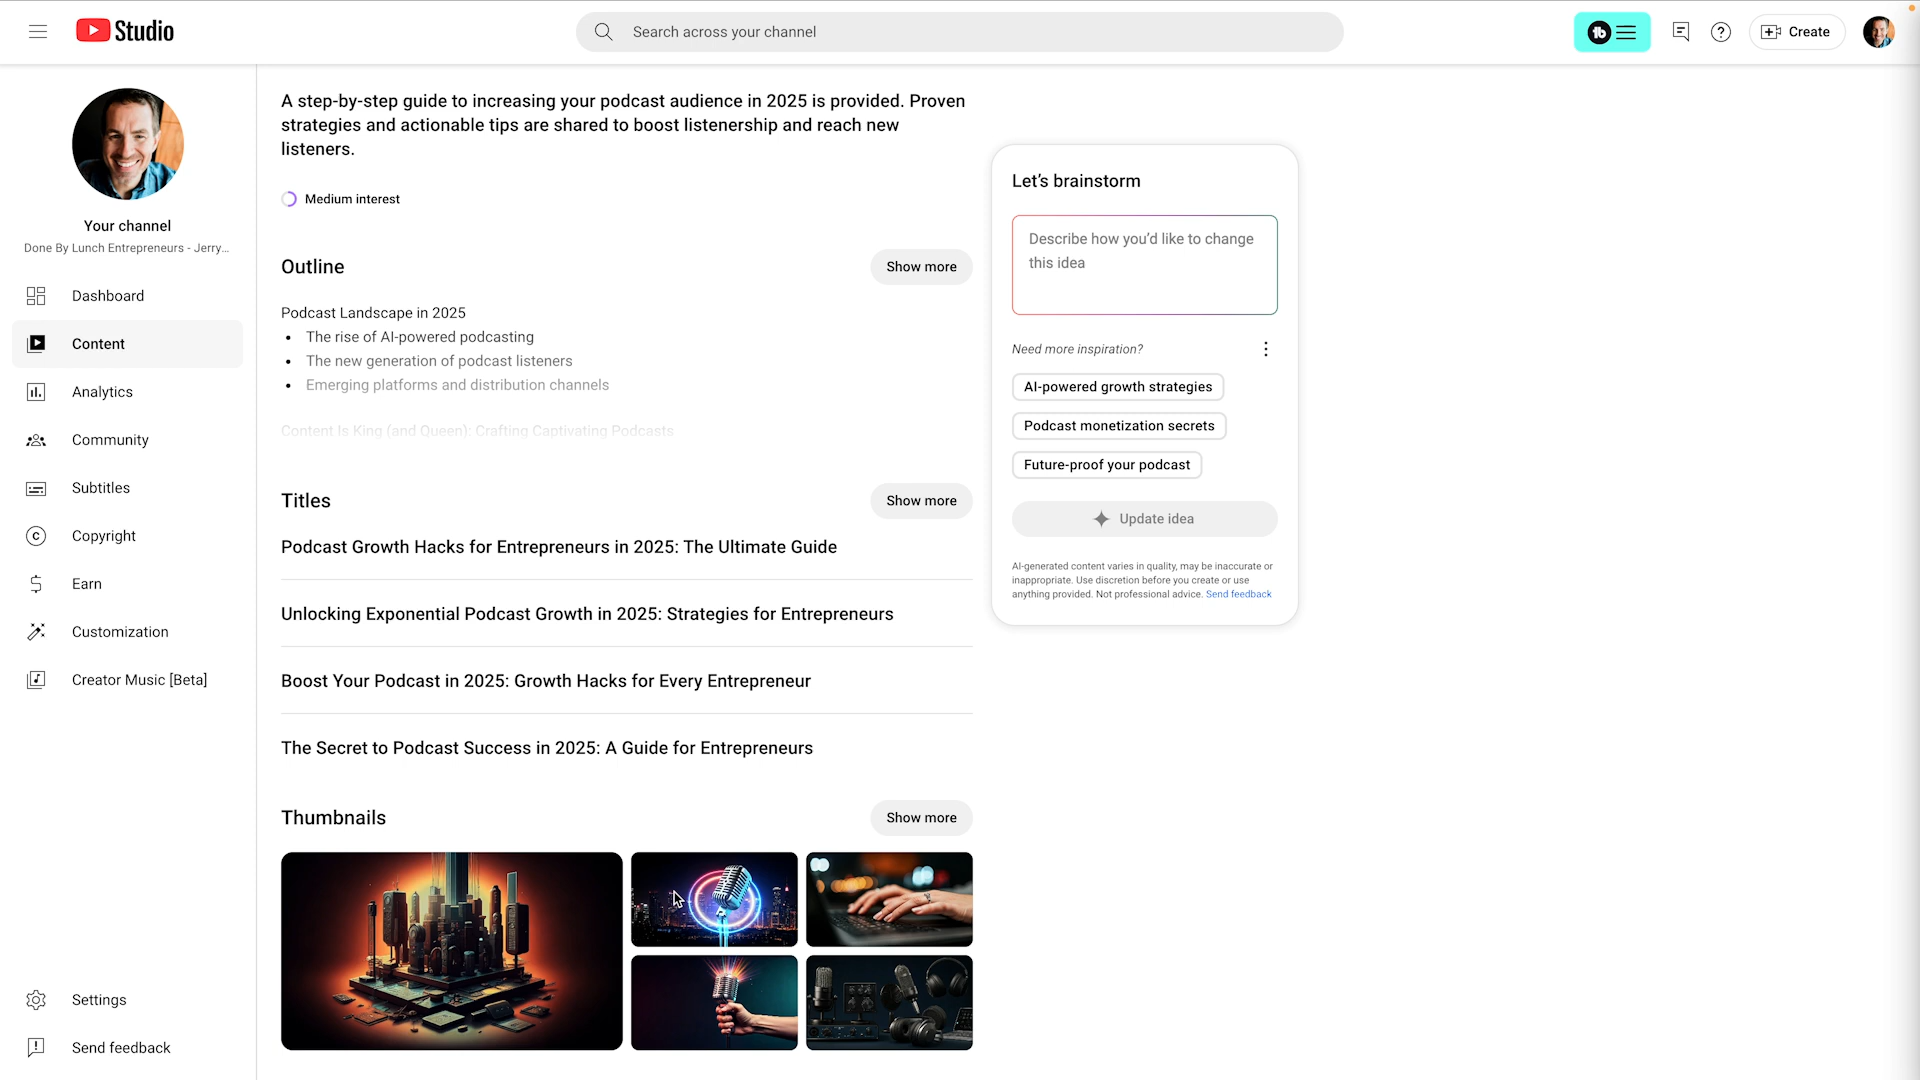 Studio
Search across your channel
Create
Your channel
Done By Lunch Entrepreneurs - Jerry...
Dashboard
Content
Analytics
Community
Subtitles
Copyright
Earn
Customization
Creator Music [Beta]
Settings
Send feedback
A step-by-step guide to increasing your podcast audience in 2025 is provided. Proven
strategies and actionable tips are shared to boost listenership and reach new
listeners.
Medium interest
Outline
Show more
Podcast Landscape in 2025
• The rise of AI-powered podcasting
• The new generation of podcast listeners
• Emerging platforms and distribution channels
Content Is King (and Queen): Crafting Captivating Podcasts
Titles
Show more
Podcast Growth Hacks for Entrepreneurs in 2025: The Ultimate Guide
Unlocking Exponential Podcast Growth in 2025: Strategies for Entrepreneurs
Boost Your Podcast in 2025: Growth Hacks for Every Entrepreneur
The Secret to Podcast Success in 2025: A Guide for Entrepreneurs
Thumbnails
Show more
Let's brainstorm
Describe how you'd like to change
this idea
Need more inspiration?
AI-powered growth strategies
Podcast monetization secrets
Future-proof your podcast
Update idea
AI-generated content varies in quality, may be inaccurate or
inappropriate. Use discretion before you create or use
anything provided. Not professional advice. Send feedback